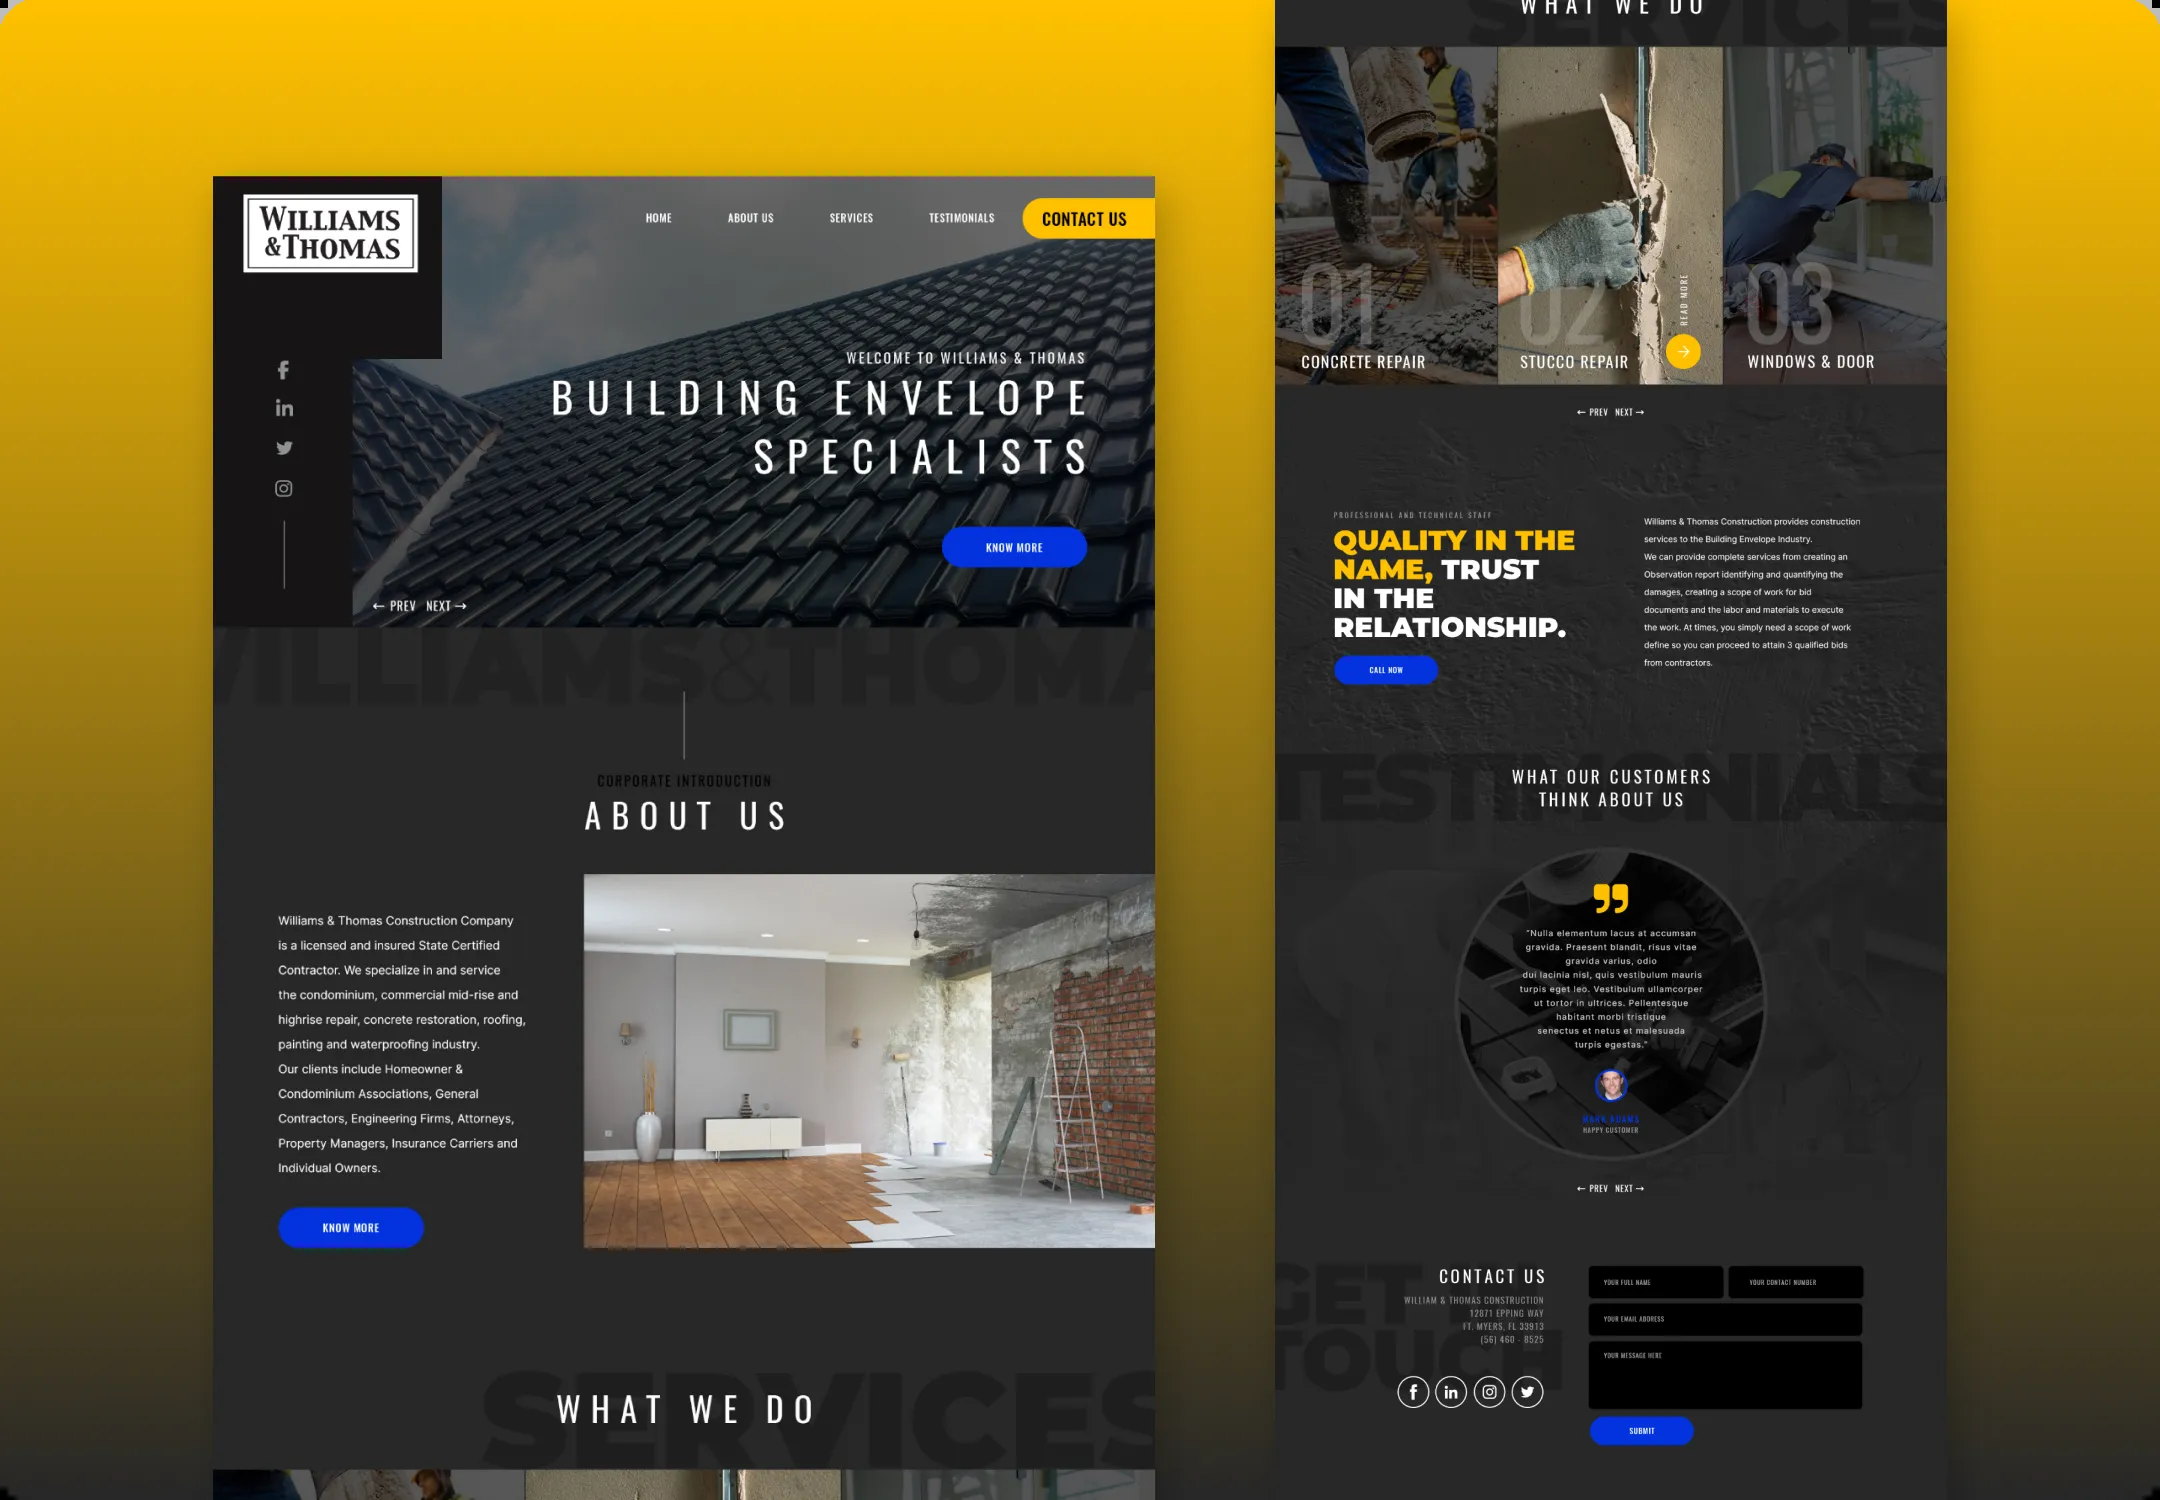 WILLIAMS
&THOMAS
HOME
ABOUT US
SERVICES
TESTIMONIALS
CONTACT US
WELCOME TO WILLIAMS & THOMAS
BUILDING ENVELOPE
SPECIALISTS
KNOW MORE
← PREV NEXT →
WILLIAMS&THOMA
CORPORATE INTRODUCTION
ABOUT US
Williams & Thomas Construction Company
is a licensed and insured State Certified
Contractor. We specialize in and service
the condominium, commercial mid-rise and
highrise repair, concrete restoration, roofing,
painting and waterproofing industry.
Our clients include Homeowner &
Condominium Associations, General
Contractors, Engineering Firms, Attorneys,
Property Managers, Insurance Carriers and
Individual Owners.
KNOW MORE
SERVICES
WHAT WE DO
SERVICES
WHAT WE DO
01
CONCRETE REPAIR
02
STUCCO REPAIR
READ MORE
03
WINDOWS & DOOR
← PREV NEXT →
PROFESSIONAL AND TECHNICAL STAFF
QUALITY IN THE
NAME, TRUST
IN THE
RELATIONSHIP.
CALL NOW
Williams & Thomas Construction provides construction
services to the Building Envelope Industry.
We can provide complete services from creating an
Observation report identifying and quantifying the
damages, creating a scope of work for bid
documents and the labor and materials to execute
the work. At times, you simply need a scope of work
define so you can proceed to attain 3 qualified bids
from contractors.
TESTIMONIALS
WHAT OUR CUSTOMERS
THINK ABOUT US
"Nulla elementum lacus at accumsan
gravida. Praesent blandit, risus vitae
gravida varius, odio
dui lacinia nisl, quis vestibulum mauris
turpis eget leo. Vestibulum ullamcorper
ut tortor in ultrices. Pellentesque
habitant morbi tristique
senectus et netus et malesuada
turpis egestas."
MARK ADAMS
HAPPY CUSTOMER
← PREV NEXT →
GET IN
TOUCH
CONTACT US
WILLIAM & THOMAS CONSTRUCTION
12871 EPPING WAY
FT. MYERS, FL 33913
(56) 460 - 8525
YOUR FULL NAME
YOUR CONTACT NUMBER
YOUR EMAIL ADDRESS
YOUR MESSAGE HERE
SUBMIT